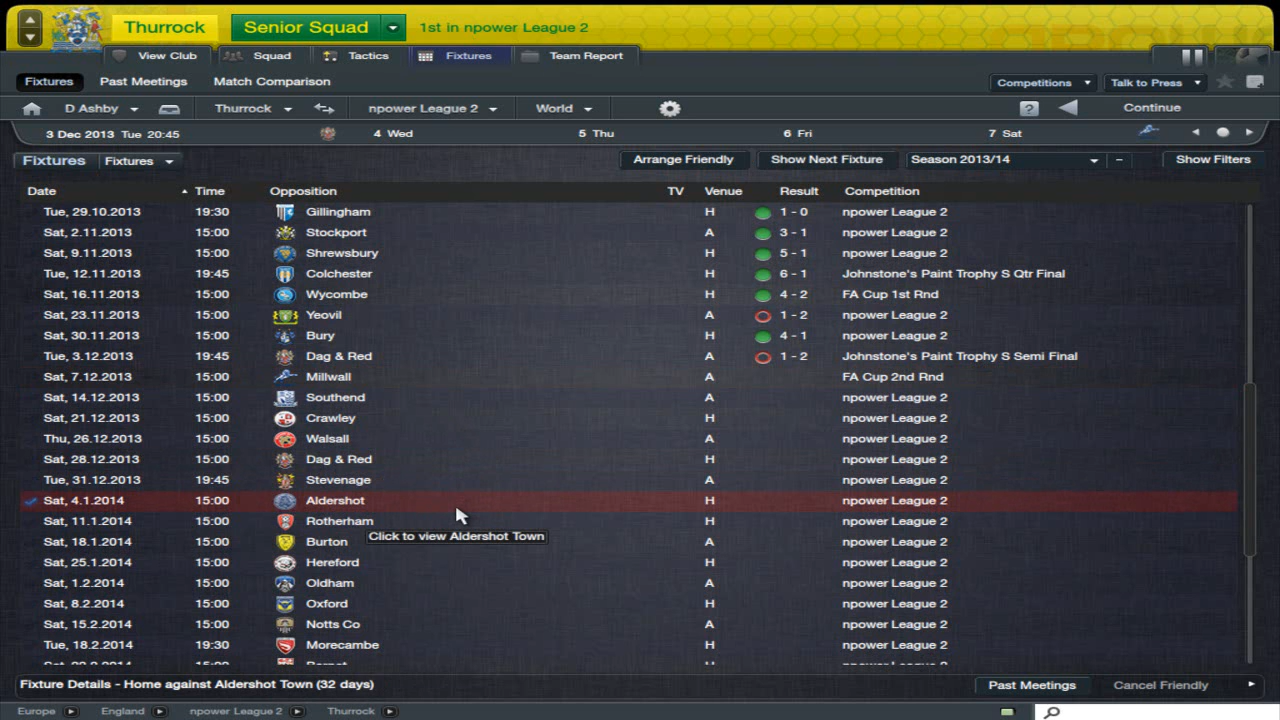 Thurrock Senior Squad 1st in npower League 2
View Club Squad Tactics Fixtures Team Report
Fixtures Past Meetings Match Comparison Competitions Talk to Press
D Ashby Thurrock npower League 2 World ? Continue
3 Dec 2013 Tue 20:45 4 Wed 5 Thu 6 Fri 7 Sat
Fixtures Fixtures Arrange Friendly Show Next Fixture Season 2013/14 – Show Filters
Date Time Opposition TV Venue Result Competition
Tue, 29.10.2013 19:30 Gillingham H 1 - 0 npower League 2
Sat, 2.11.2013 15:00 Stockport A 3 - 1 npower League 2
Sat, 9.11.2013 15:00 Shrewsbury H 5 - 1 npower League 2
Tue, 12.11.2013 19:45 Colchester H 6 - 1 Johnstone's Paint Trophy S Qtr Final
Sat, 16.11.2013 15:00 Wycombe H 4 - 2 FA Cup 1st Rnd
Sat, 23.11.2013 15:00 Yeovil A 1 - 2 npower League 2
Sat, 30.11.2013 15:00 Bury H 4 - 1 npower League 2
Tue, 3.12.2013 19:45 Dag & Red A 1 - 2 Johnstone's Paint Trophy S Semi Final
Sat, 7.12.2013 15:00 Millwall A FA Cup 2nd Rnd
Sat, 14.12.2013 15:00 Southend A npower League 2
Sat, 21.12.2013 15:00 Crawley H npower League 2
Thu, 26.12.2013 15:00 Walsall A npower League 2
Sat, 28.12.2013 15:00 Dag & Red H npower League 2
Tue, 31.12.2013 19:45 Stevenage A npower League 2
Sat, 4.1.2014 15:00 Aldershot H npower League 2
Sat, 11.1.2014 15:00 Rotherham H npower League 2
Click to view Aldershot Town
Sat, 18.1.2014 15:00 Burton A npower League 2
Sat, 25.1.2014 15:00 Hereford H npower League 2
Sat, 1.2.2014 15:00 Oldham A npower League 2
Sat, 8.2.2014 15:00 Oxford H npower League 2
Sat, 15.2.2014 15:00 Notts Co A npower League 2
Tue, 18.2.2014 19:30 Morecambe H npower League 2
Fixture Details - Home against Aldershot Town (32 days) Past Meetings Cancel Friendly
Europe England npower League 2 Thurrock